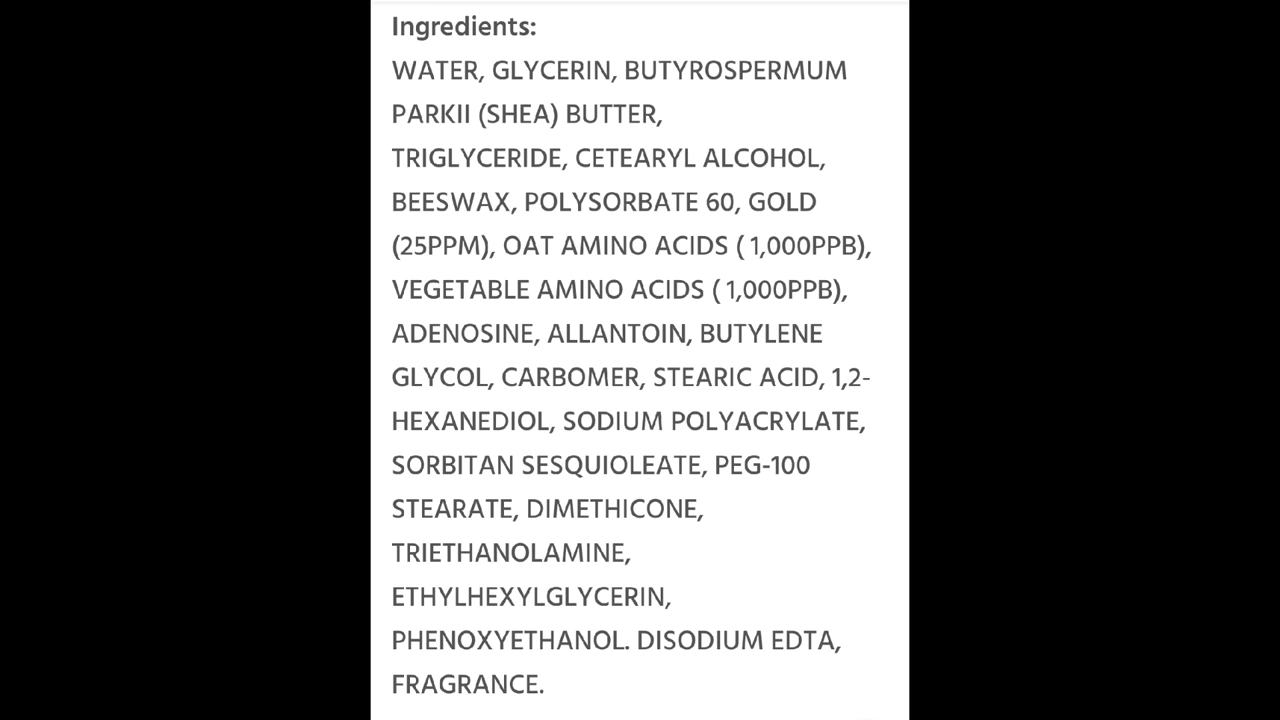 Ingredients:
WATER, GLYCERIN, BUTYROSPERMUM
PARKII (SHEA) BUTTER,
TRIGLYCERIDE, CETEARYL ALCOHOL,
BEESWAX, POLYSORBATE 60, GOLD
(25PPM), OAT AMINO ACIDS ( 1,000PPB),
VEGETABLE AMINO ACIDS ( 1,000PPB),
ADENOSINE, ALLANTOIN, BUTYLENE
GLYCOL, CARBOMER, STEARIC ACID, 1,2-
HEXANEDIOL, SODIUM POLYACRYLATE,
SORBITAN SESQUIOLEATE, PEG-100
STEARATE, DIMETHICONE,
TRIETHANOLAMINE,
ETHYLHEXYLGLYCERIN,
PHENOXYETHANOL. DISODIUM EDTA,
FRAGRANCE.